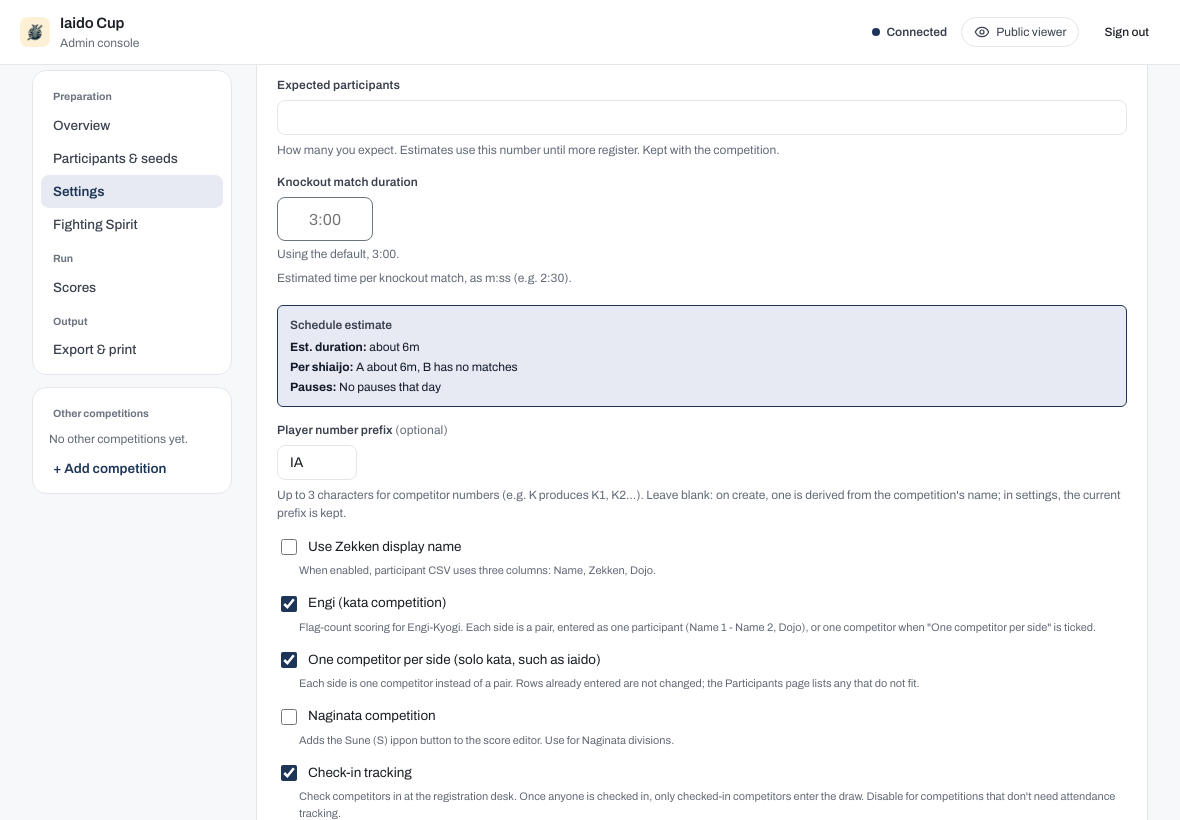 Iaido Cup
Admin console
Connected
Public viewer
Sign out
Preparation
Overview
Participants & seeds
Settings
Fighting Spirit
Run
Scores
Output
Export & print
Other competitions
No other competitions yet.
+ Add competition
Expected participants
How many you expect. Estimates use this number until more register. Kept with the competition.
Knockout match duration
3:00
Using the default, 3:00.
Estimated time per knockout match, as m:ss (e.g. 2:30).
Schedule estimate
Est. duration: about 6m
Per shiaijo: A about 6m, B has no matches
Pauses: No pauses that day
Player number prefix (optional)
IA
Up to 3 characters for competitor numbers (e.g. K produces K1, K2…). Leave blank: on create, one is derived from the competition's name; in settings, the current
prefix is kept.
Use Zekken display name
When enabled, participant CSV uses three columns: Name, Zekken, Dojo.
Engi (kata competition)
Flag-count scoring for Engi-Kyogi. Each side is a pair, entered as one participant (Name 1 - Name 2, Dojo), or one competitor when "One competitor per side" is ticked.
One competitor per side (solo kata, such as iaido)
Each side is one competitor instead of a pair. Rows already entered are not changed; the Participants page lists any that do not fit.
Naginata competition
Adds the Sune (S) ippon button to the score editor. Use for Naginata divisions.
Check-in tracking
Check competitors in at the registration desk. Once anyone is checked in, only checked-in competitors enter the draw. Disable for competitions that don't need attendance
tracking.